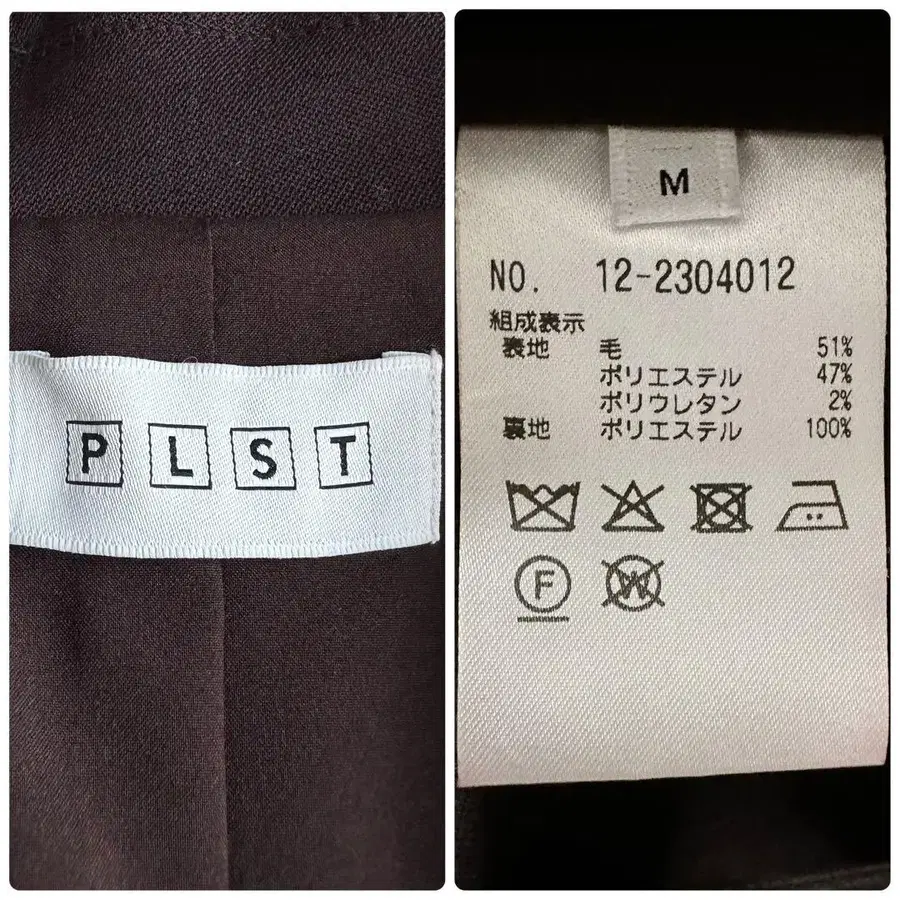 PLST
M
NO. 12-2304012
組成表示
表地 毛 51%
ポリエステル 47%
ポリウレタン 2%
裏地 ポリエステル 100%
F W